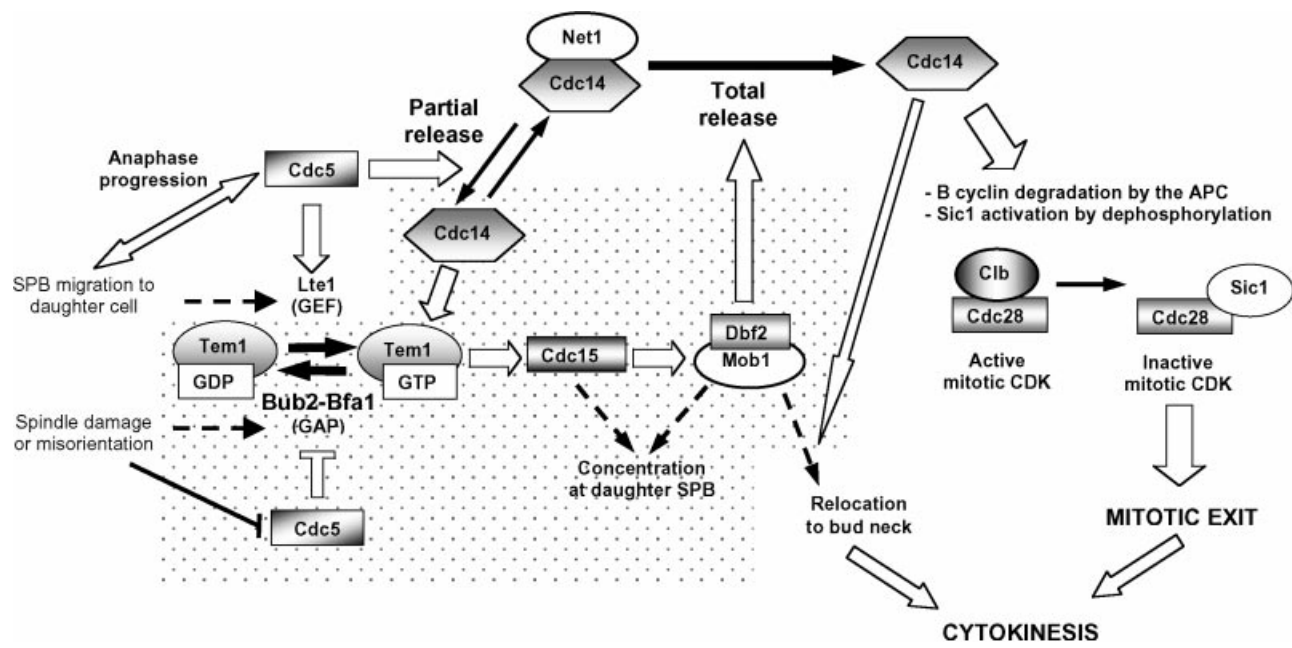 Net1
Cdc14
Cdc14
Partial
release
Total
release
Anaphase
progression
Cdc5
- B cyclin degradation by the APC
- Sic1 activation by dephosphorylation
Cdc14
SPB migration to
daughter cell
Lte1
(GEF)
Clb
Cdc28
Sic1
Cdc28
Tem1
GDP
Tem1
GTP
Cdc15
Dbf2
Mob1
Active
mitotic CDK
Inactive
mitotic CDK
Bub2-Bfa1
(GAP)
Spindle damage
or misorientation
Concentration
at daughter SPB
Relocation
to bud neck
Cdc5
MITOTIC EXIT
CYTOKINESIS